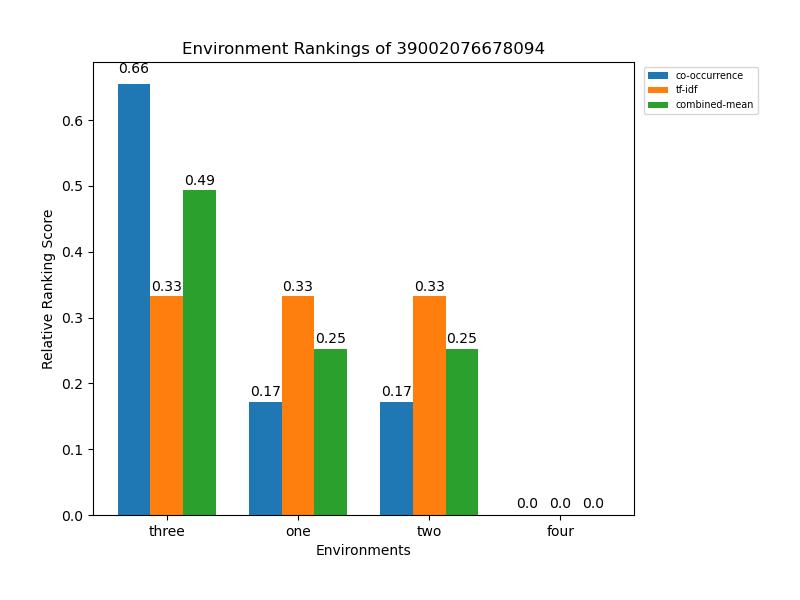 Environment Rankings of 39002076678094
co-occurrence
tf-idf
combined-mean
Relative Ranking Score
0.6
0.5
0.4
0.3
0.2
0.1
0.0
0.66 0.33 0.49
0.17 0.33 0.25
0.17 0.33 0.25
0.0 0.0 0.0
three one two four
Environments